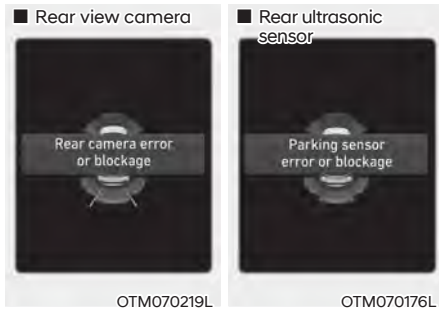 ■ Rear view camera
Rear camera error
or blockage
OTM070219L
■ Rear ultrasonic
sensor
Parking sensor
error or blockage
OTM070176L